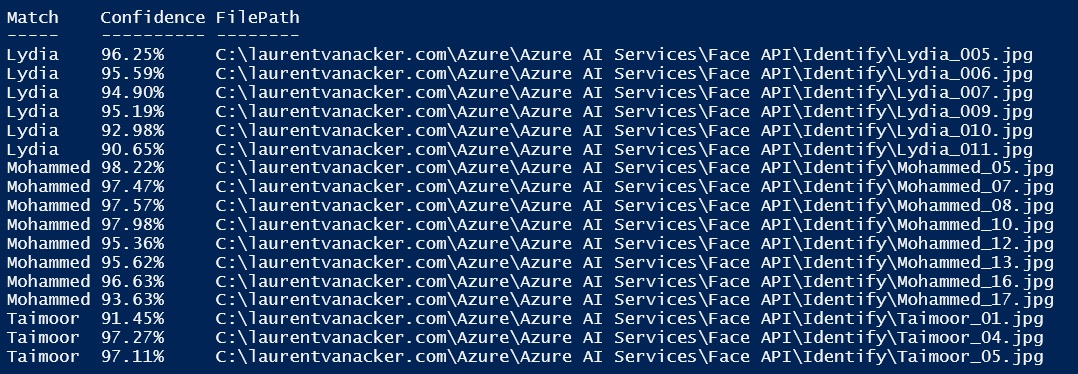 Match    Confidence FilePath
-----    ---------- --------
Lydia    96.25%     C:\laurentvanacker.com\Azure\Azure AI Services\Face API\Identify\Lydia_005.jpg
Lydia    95.59%     C:\laurentvanacker.com\Azure\Azure AI Services\Face API\Identify\Lydia_006.jpg
Lydia    94.90%     C:\laurentvanacker.com\Azure\Azure AI Services\Face API\Identify\Lydia_007.jpg
Lydia    95.19%     C:\laurentvanacker.com\Azure\Azure AI Services\Face API\Identify\Lydia_009.jpg
Lydia    92.98%     C:\laurentvanacker.com\Azure\Azure AI Services\Face API\Identify\Lydia_010.jpg
Lydia    90.65%     C:\laurentvanacker.com\Azure\Azure AI Services\Face API\Identify\Lydia_011.jpg
Mohammed 98.22%     C:\laurentvanacker.com\Azure\Azure AI Services\Face API\Identify\Mohammed_05.jpg
Mohammed 97.47%     C:\laurentvanacker.com\Azure\Azure AI Services\Face API\Identify\Mohammed_07.jpg
Mohammed 97.57%     C:\laurentvanacker.com\Azure\Azure AI Services\Face API\Identify\Mohammed_08.jpg
Mohammed 97.98%     C:\laurentvanacker.com\Azure\Azure AI Services\Face API\Identify\Mohammed_10.jpg
Mohammed 95.36%     C:\laurentvanacker.com\Azure\Azure AI Services\Face API\Identify\Mohammed_12.jpg
Mohammed 95.62%     C:\laurentvanacker.com\Azure\Azure AI Services\Face API\Identify\Mohammed_13.jpg
Mohammed 96.63%     C:\laurentvanacker.com\Azure\Azure AI Services\Face API\Identify\Mohammed_16.jpg
Mohammed 93.63%     C:\laurentvanacker.com\Azure\Azure AI Services\Face API\Identify\Mohammed_17.jpg
Taimoor  91.45%     C:\laurentvanacker.com\Azure\Azure AI Services\Face API\Identify\Taimoor_01.jpg
Taimoor  97.27%     C:\laurentvanacker.com\Azure\Azure AI Services\Face API\Identify\Taimoor_04.jpg
Taimoor  97.11%     C:\laurentvanacker.com\Azure\Azure AI Services\Face API\Identify\Taimoor_05.jpg